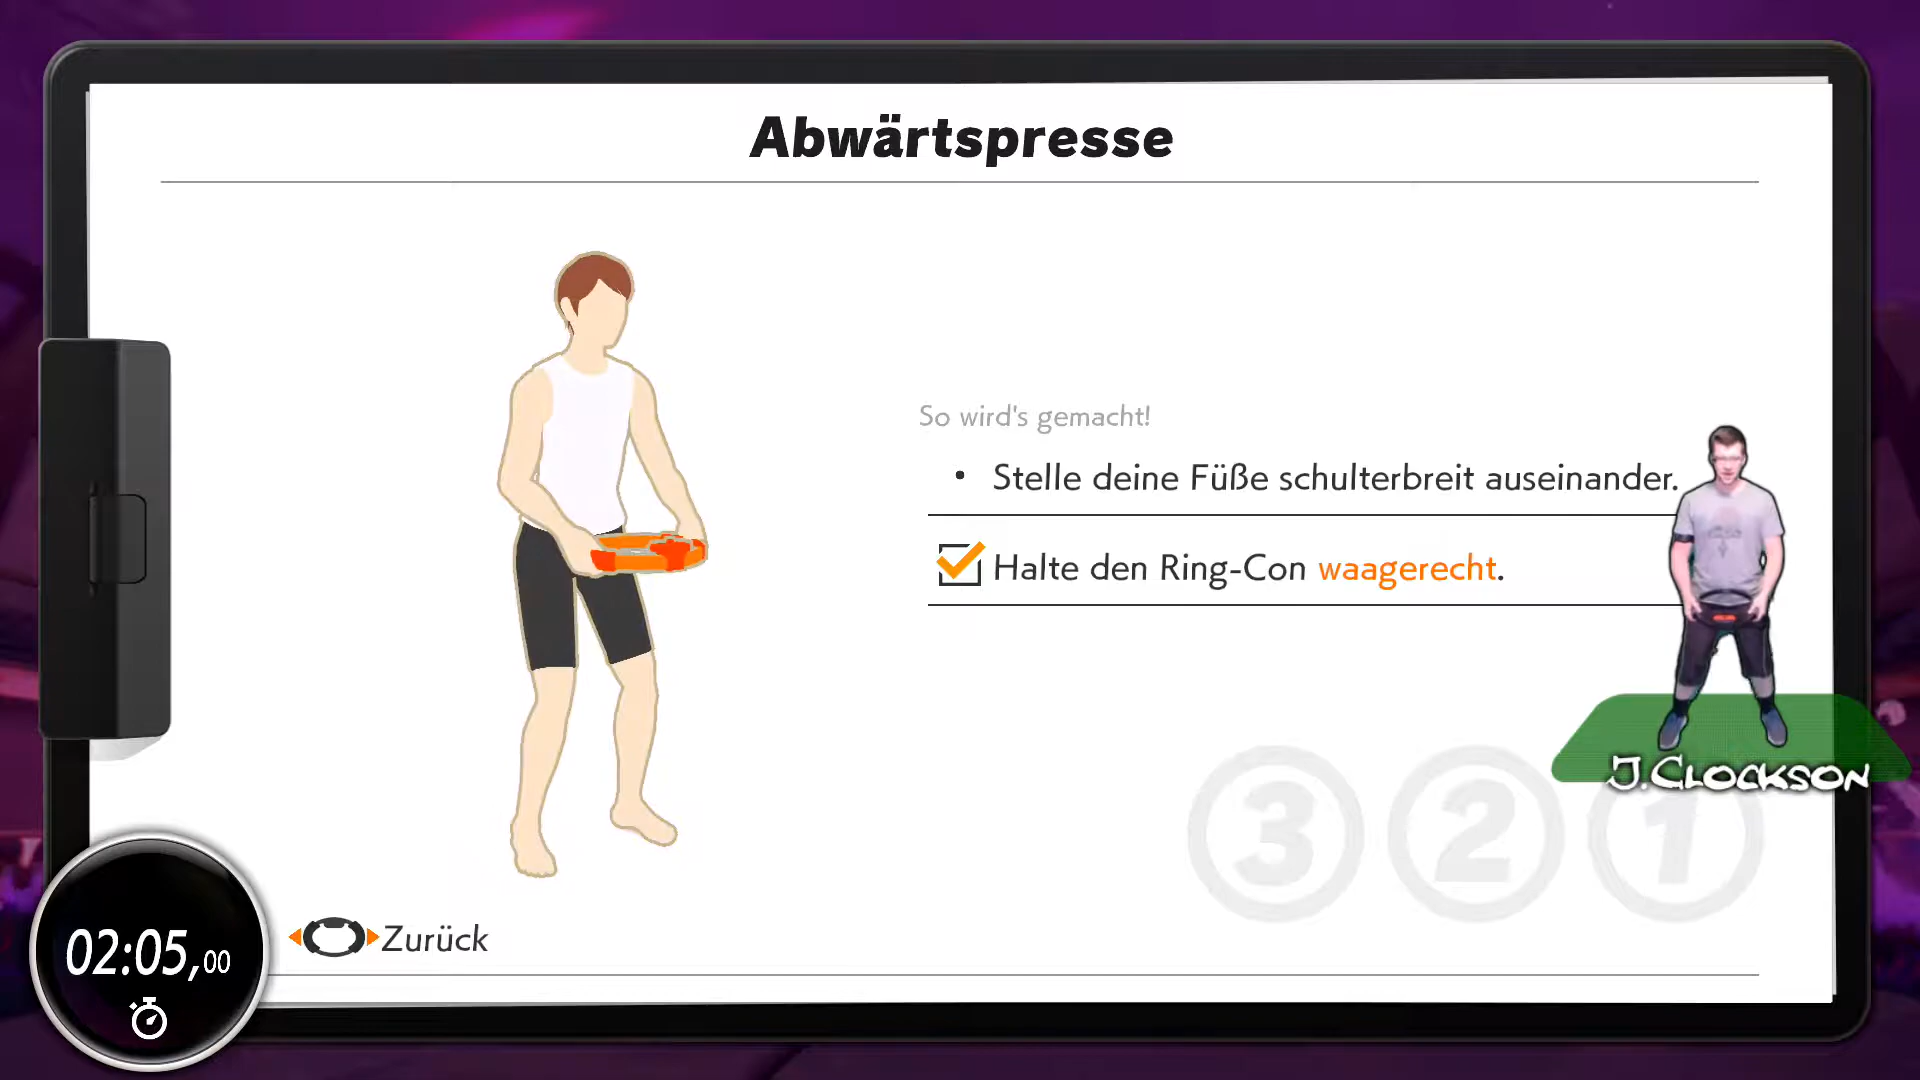 Abwärtspresse
So wird's gemacht!
• Stelle deine Füße schulterbreit auseinander.
Halte den Ring-Con waagerecht.
J.CLOCKSON
3 2 1
Zurück
02:05,00